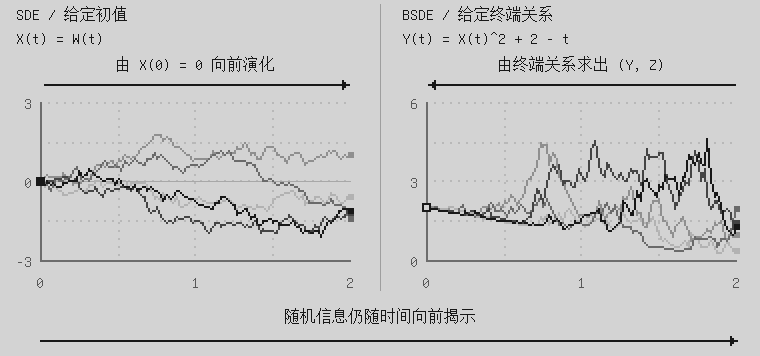 SDE / 给定初值
X(t) = W(t)
由 X(0) = 0 向前演化
3
0
-3
0
1
2
BSDE / 给定终端关系
Y(t) = X(t)^2 + 2 - t
由终端关系求出 (Y, Z)
6
3
0
0
1
2
随机信息仍随时间向前揭示